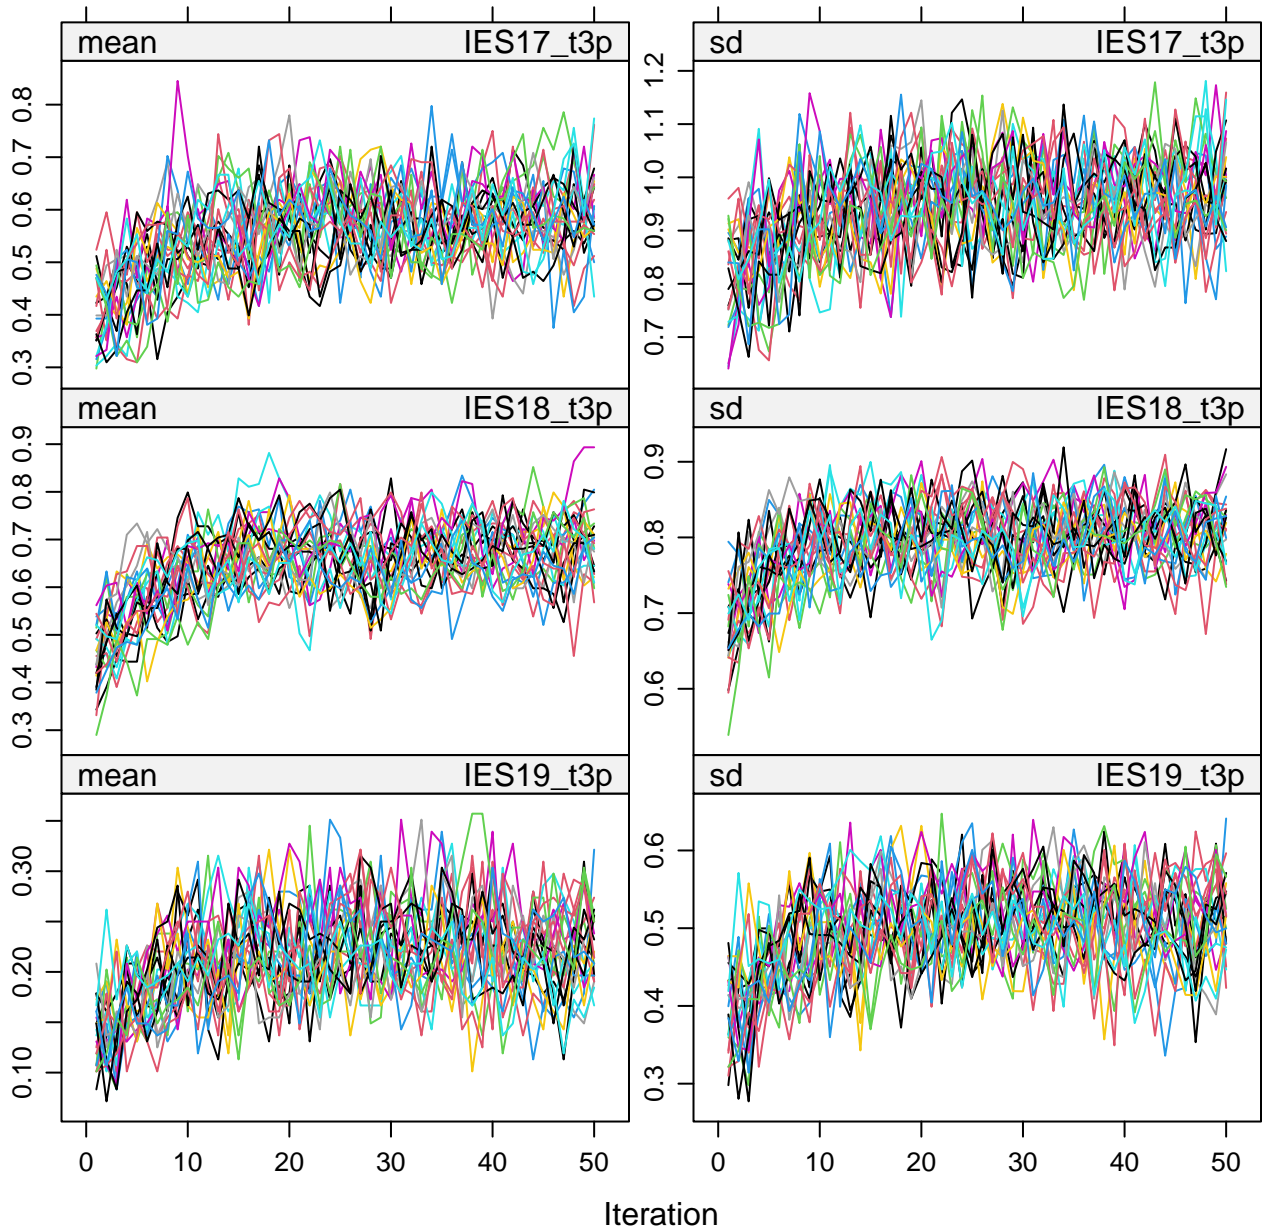 mean IES17_t3p
sd IES17_t3p
0.3 0.4 0.5 0.6 0.7 0.8
0.7 0.8 0.9 1.0 1.1 1.2
mean IES18_t3p
sd IES18_t3p
0.3 0.4 0.5 0.6 0.7 0.8 0.9
0.6 0.7 0.8 0.9
mean IES19_t3p
sd IES19_t3p
0.10 0.20 0.30
0.3 0.4 0.5 0.6
0 10 20 30 40 50
0 10 20 30 40 50
Iteration